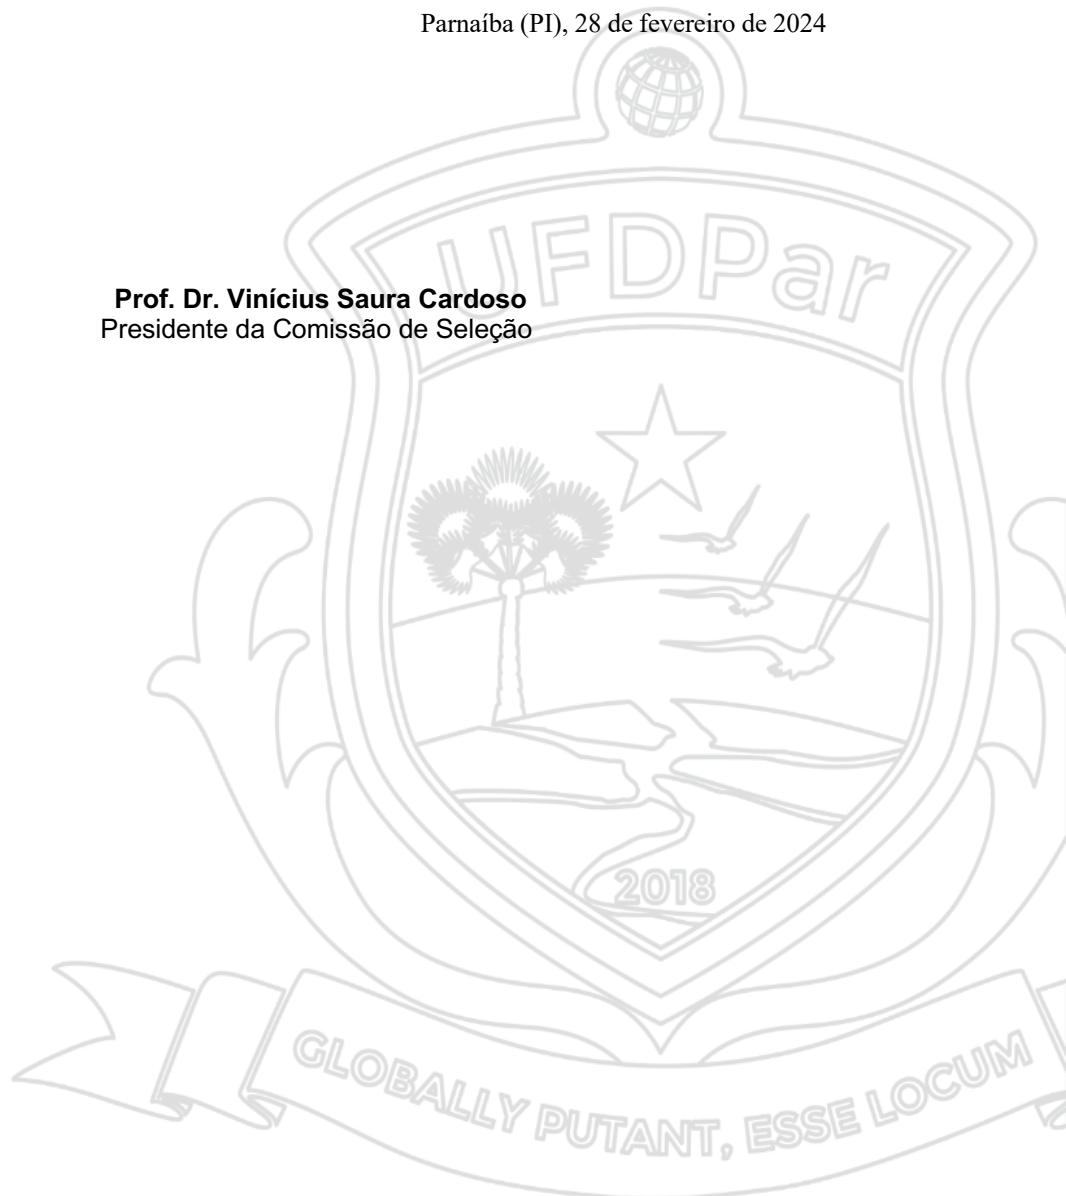 Parnaíba (PI), 28 de fevereiro de 2024
UFDPar
Prof. Dr. Vinícius Saura Cardoso
Presidente da Comissão de Seleção
2018
GLOBALLY PUTANT, ESSE LOCUM